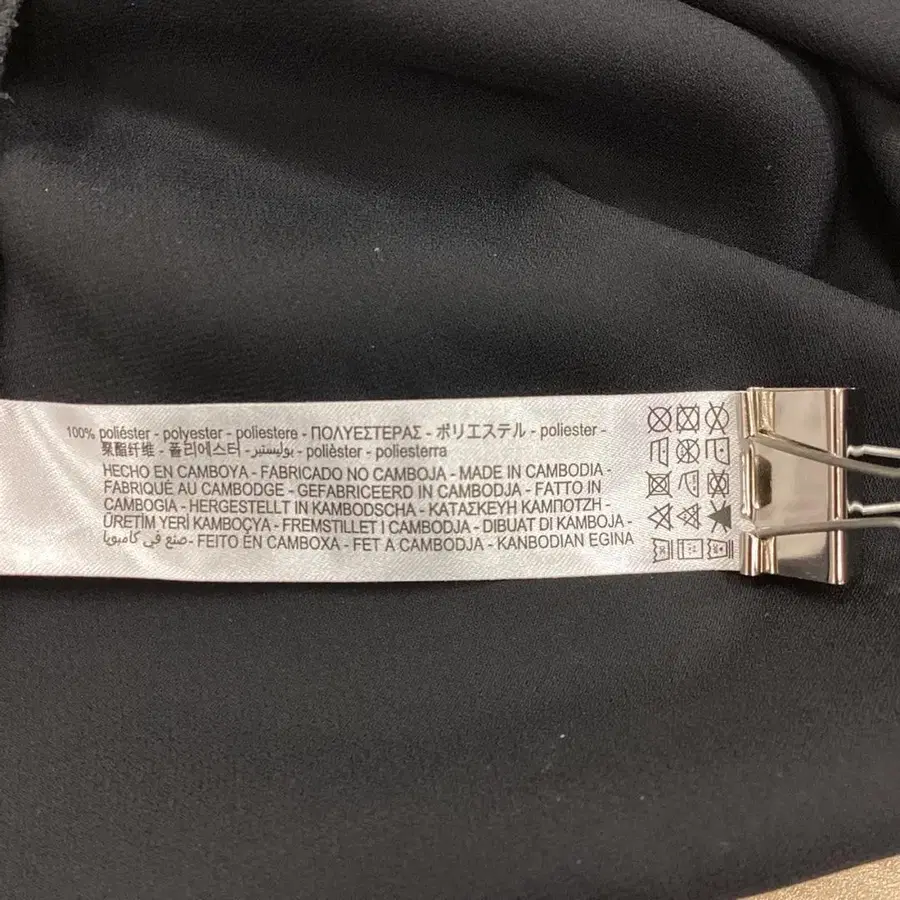 100% poliéster - polyester - poliestere - ΠΟΛΥΕΣΤΕΡΑΣ - ポリエステル - poliester -
聚酯纤维 - 폴리에스터 - بوليستير - polièster - poliesterra
HECHO EN CAMBOYA - FABRICADO NO CAMBOJA - MADE IN CAMBODIA -
FABRIQUÉ AU CAMBODGE - GEFABRICEERD IN CAMBODJA - FATTO IN
CAMBOGIA - HERGESTELLT IN KAMBODSCHA - ΚΑΤΑΣΚΕΥΗ ΚΑΜΠΟΤΖΗ -
ÜRETİM YERİ KAMBOÇYA - FREMSTILLET I CAMBODJA - DIBUAT DI KAMBOJA -
صنع في كامبوديا - FEITO EN CAMBOXA - FET A CAMBODJA - KANBODIAN EGINA